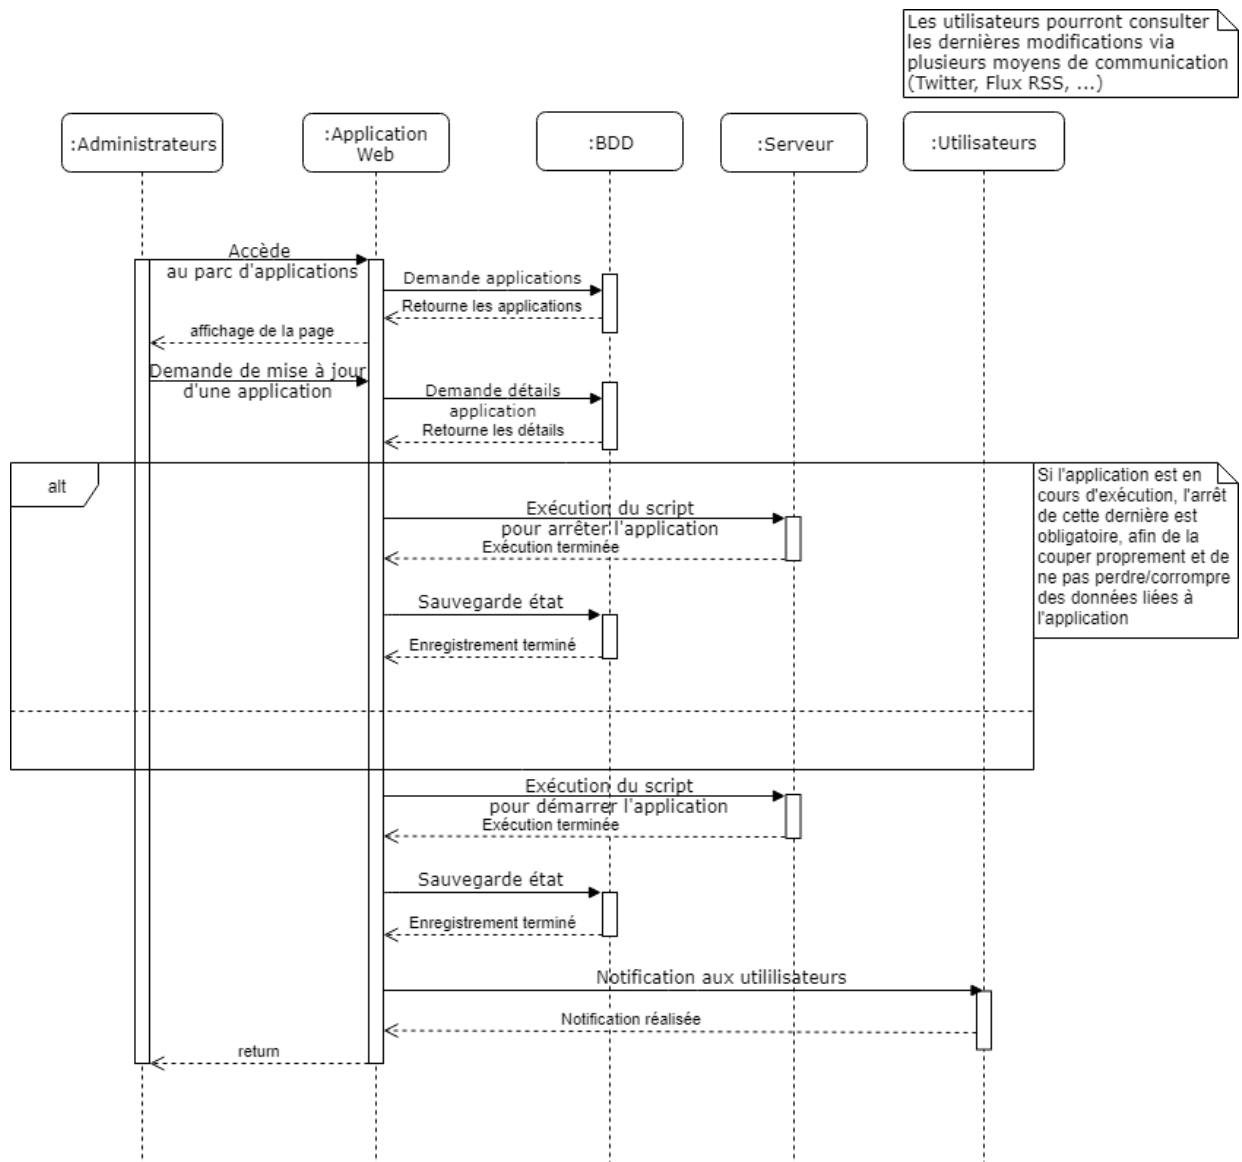 Les utilisateurs pourront consulter
les dernières modifications via
plusieurs moyens de communication
(Twitter, Flux RSS, ...)
:Administrateurs
:Application
Web
:BDD
:Serveur
:Utilisateurs
Accède
au parc d'applications
Demande applications
Retourne les applications
affichage de la page
Demande de mise à jour
d'une application
Demande détails
application
Retourne les détails
alt
Si l'application est en
cours d'exécution, l'arrêt
de cette dernière est
obligatoire, afin de la
couper proprement et de
ne pas perdre/corrompre
des données liées à
l'application
Exécution du script
pour arrêter l'application
Exécution terminée
Sauvegarde état
Enregistrement terminé
Exécution du script
pour démarrer l'application
Exécution terminée
Sauvegarde état
Enregistrement terminé
Notification aux utililisateurs
Notification réalisée
return